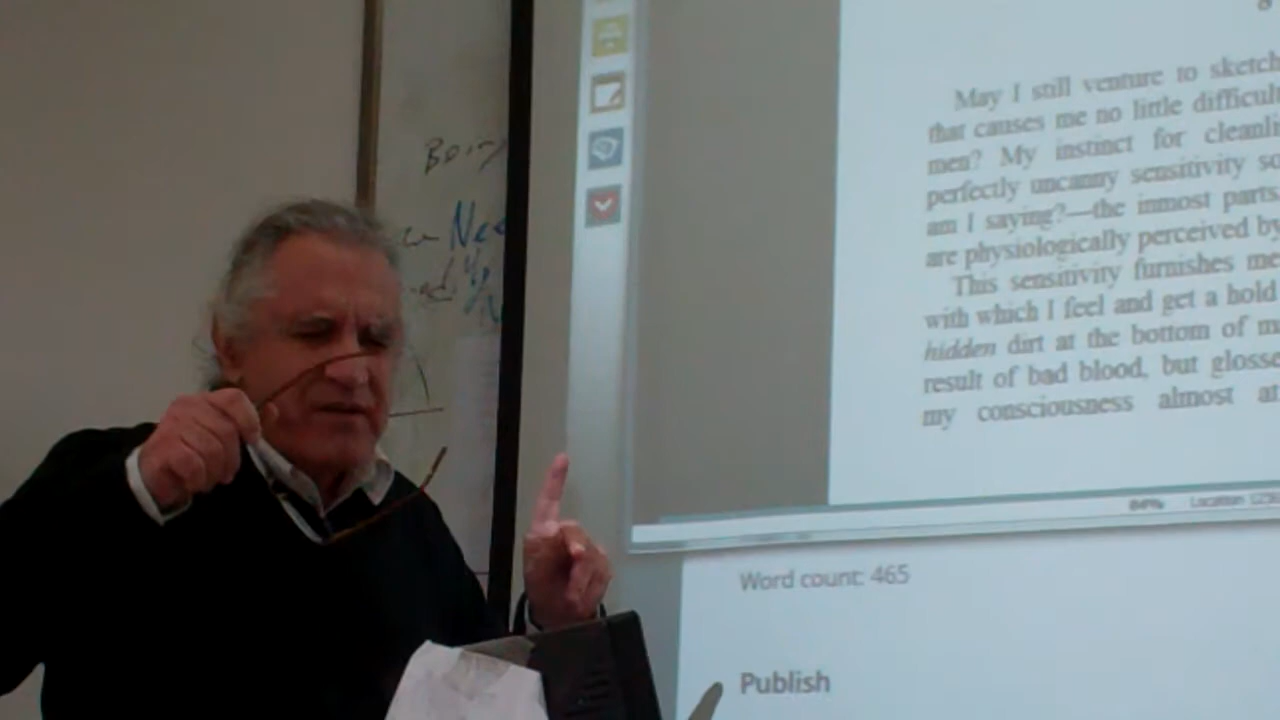 Being
May I still venture to sketch
that causes me no little difficul
men? My instinct for cleanli
perfectly uncanny sensitivity so
am I saying?—the inmost parts
are physiologically perceived by
This sensitivity furnishes me
with which I feel and get a hold
hidden dirt at the bottom of m
result of bad blood, but glosse
my consciousness almost at
84% Location
Word count: 465
Publish